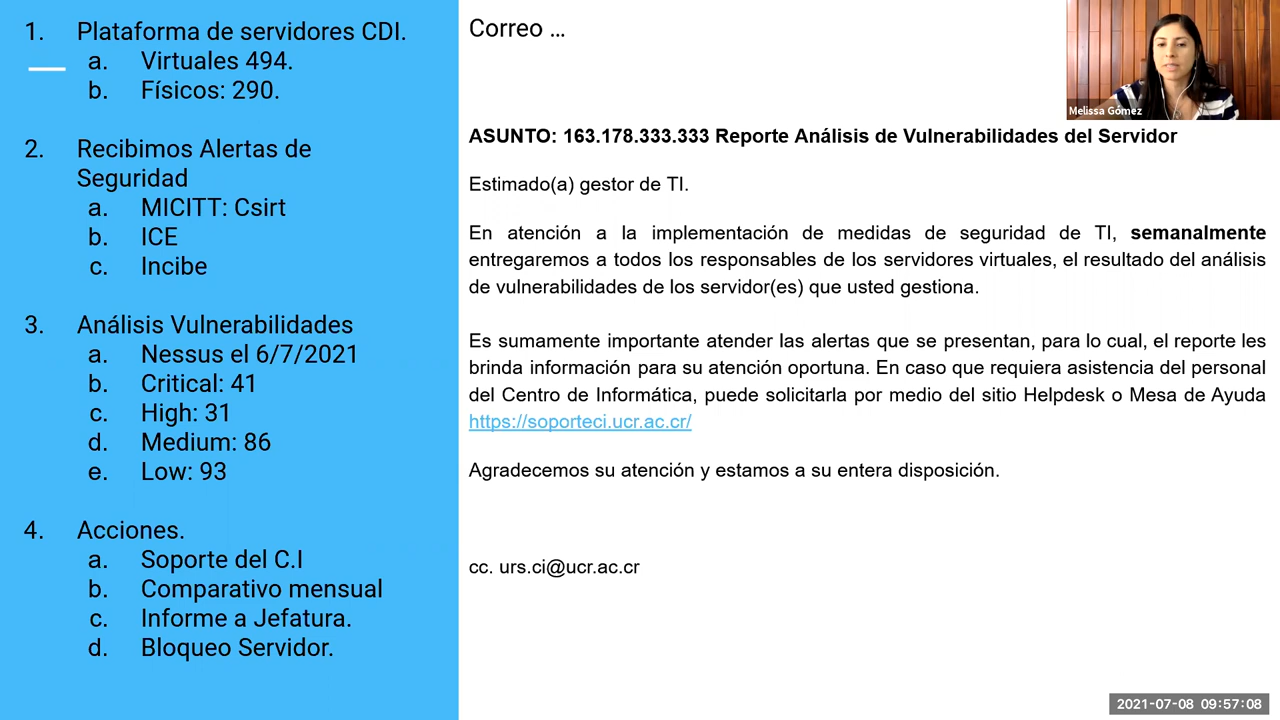 1. Plataforma de servidores CDI.
a. Virtuales 494.
b. Físicos: 290.
2. Recibimos Alertas de
Seguridad
a. MICITT: Csirt
b. ICE
c. Incibe
3. Análisis Vulnerabilidades
a. Nessus el 6/7/2021
b. Critical: 41
c. High: 31
d. Medium: 86
e. Low: 93
4. Acciones.
a. Soporte del C.I
b. Comparativo mensual
c. Informe a Jefatura.
d. Bloqueo Servidor.
Correo ...
Melissa Gómez
ASUNTO: 163.178.333.333 Reporte Análisis de Vulnerabilidades del Servidor
Estimado(a) gestor de TI.
En atención a la implementación de medidas de seguridad de TI, semanalmente
entregaremos a todos los responsables de los servidores virtuales, el resultado del análisis
de vulnerabilidades de los servidor(es) que usted gestiona.
Es sumamente importante atender las alertas que se presentan, para lo cual, el reporte les
brinda información para su atención oportuna. En caso que requiera asistencia del personal
del Centro de Informática, puede solicitarla por medio del sitio Helpdesk o Mesa de Ayuda
https://soporteci.ucr.ac.cr/
Agradecemos su atención y estamos a su entera disposición.
cc. urs.ci@ucr.ac.cr
2021-07-08 09:57:08